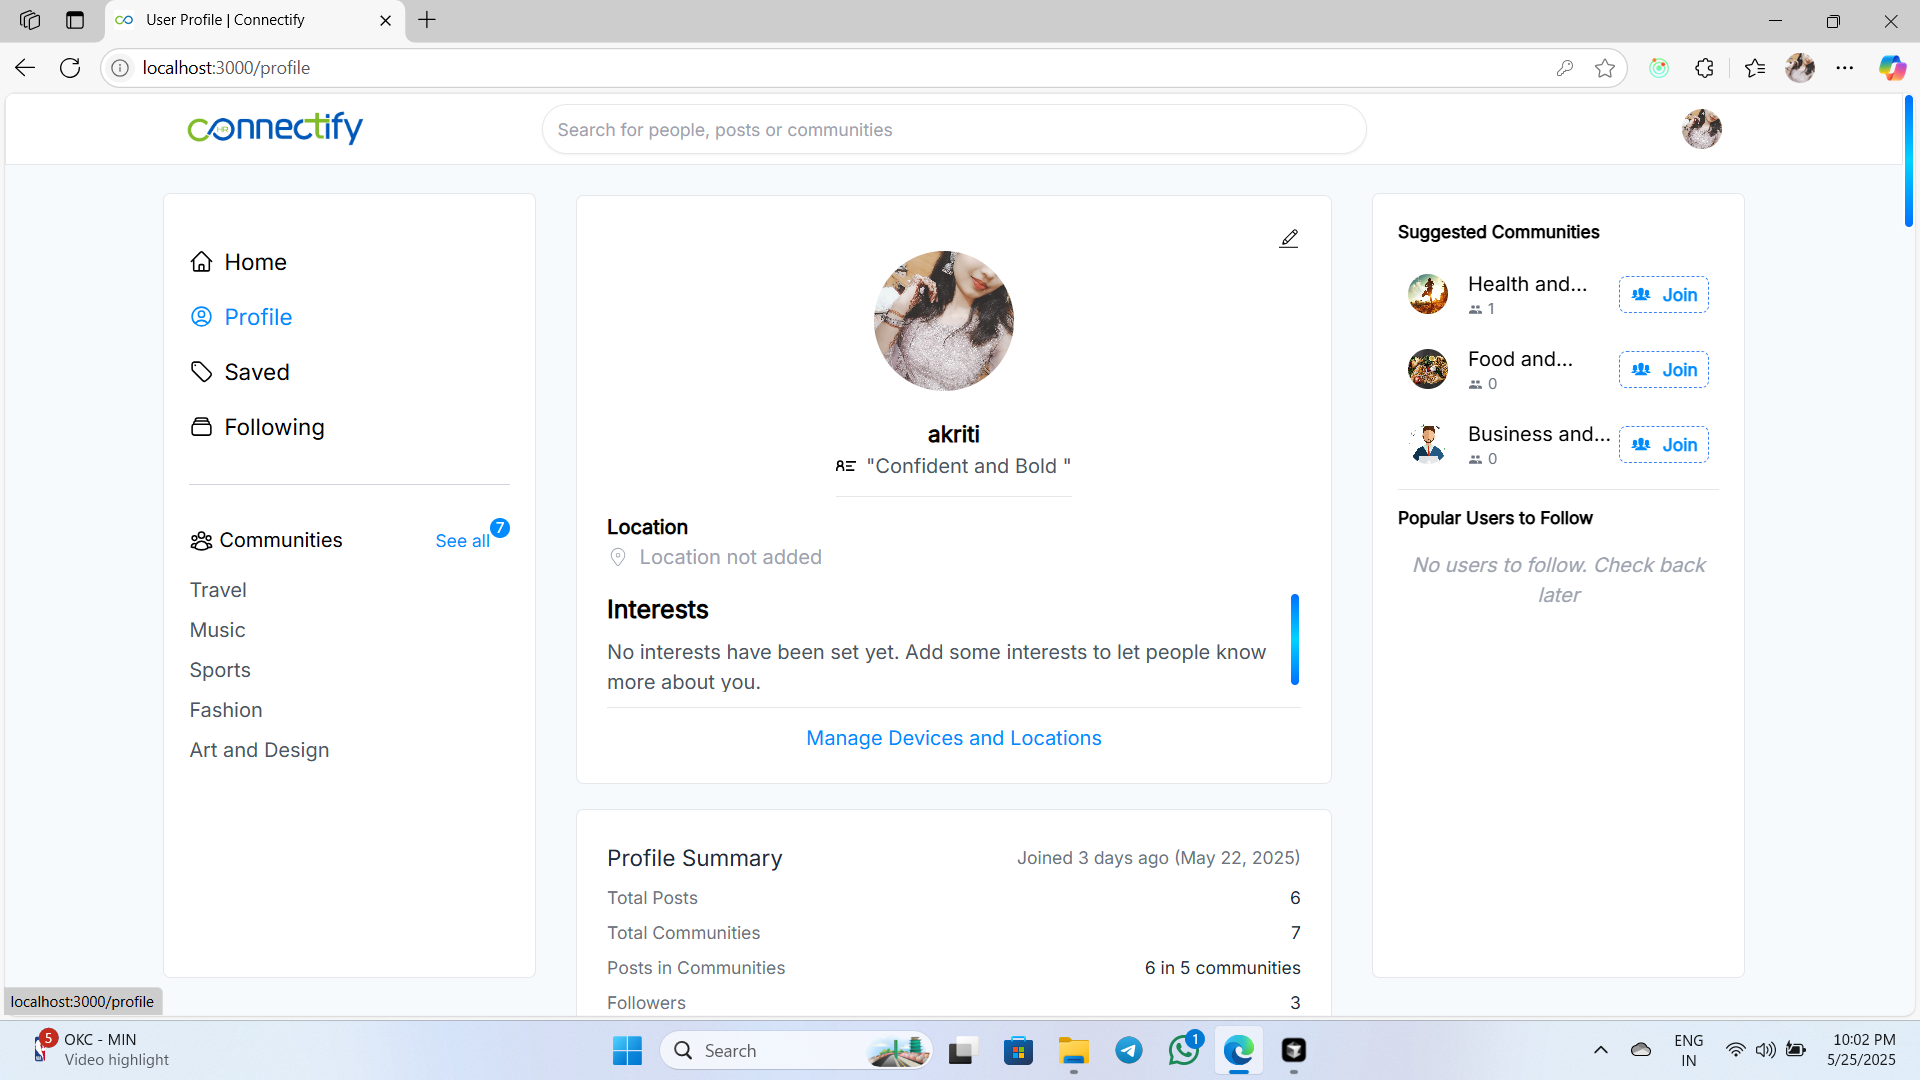 User Profile | Connectify
localhost:3000/profile
connectify
HR
Search for people, posts or communities
Home
Profile
Saved
Following
Communities
See all
7
Travel
Music
Sports
Fashion
Art and Design
akriti
"Confident and Bold "
Location
Location not added
Interests
No interests have been set yet. Add some interests to let people know
more about you.
Manage Devices and Locations
Profile Summary
Joined 3 days ago (May 22, 2025)
Total Posts
6
Total Communities
7
Posts in Communities
6 in 5 communities
Followers
3
Suggested Communities
Health and...
1
Join
Food and...
0
Join
Business and...
0
Join
Popular Users to Follow
No users to follow. Check back
later
localhost:3000/profile
5
OKC - MIN
Video highlight
Search
1
ENG
IN
10:02 PM
5/25/2025